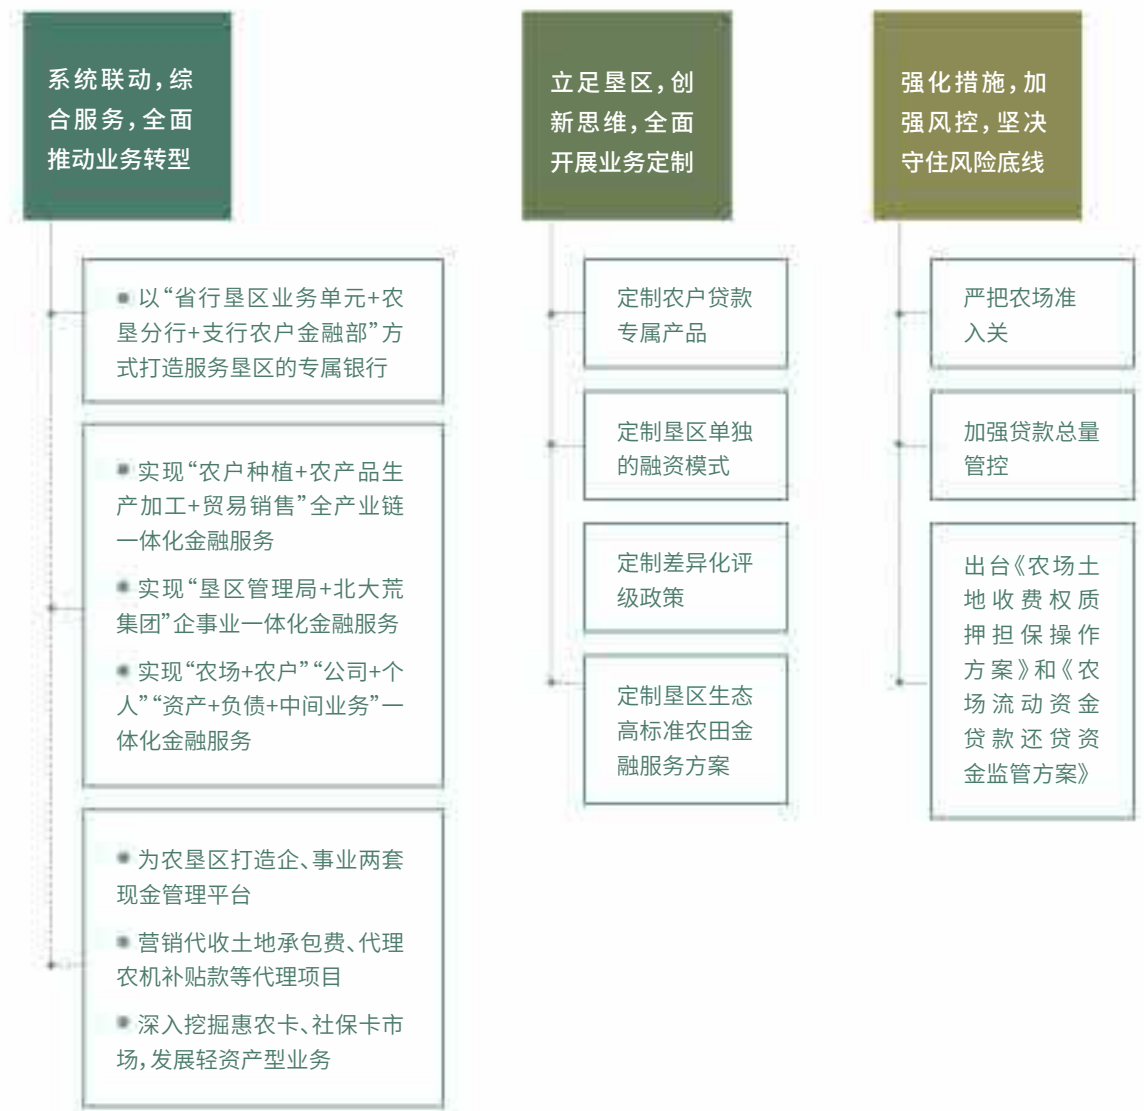 系统联动，综
合服务，全面
推动业务转型
● 以“省行垦区业务单元+农
垦分行+支行农户金融部”方
式打造服务垦区的专属银行
● 实现“农户种植+农产品生
产加工+贸易销售”全产业链
一体化金融服务
● 实现“垦区管理局+北大荒
集团”企事业一体化金融服务
● 实现“农场+农户”“公司+个
人”“资产+负债+中间业务”一
体化金融服务
● 为农垦区打造企、事业两套
现金管理平台
● 营销代收土地承包费、代理
农机补贴款等代理项目
● 深入挖掘惠农卡、社保卡市
场，发展轻资产型业务
立足垦区，创
新思维，全面
开展业务定制
定制农户贷款
专属产品
定制垦区单独
的融资模式
定制差异化评
级政策
定制垦区生态
高标准农田金
融服务方案
强化措施，加
强风控，坚决
守住风险底线
严把农场准
入关
加强贷款总量
管控
出台《农场土
地收费权质
押担保操作
方案》和《农
场流动资金
贷款还贷资
金监管方案》